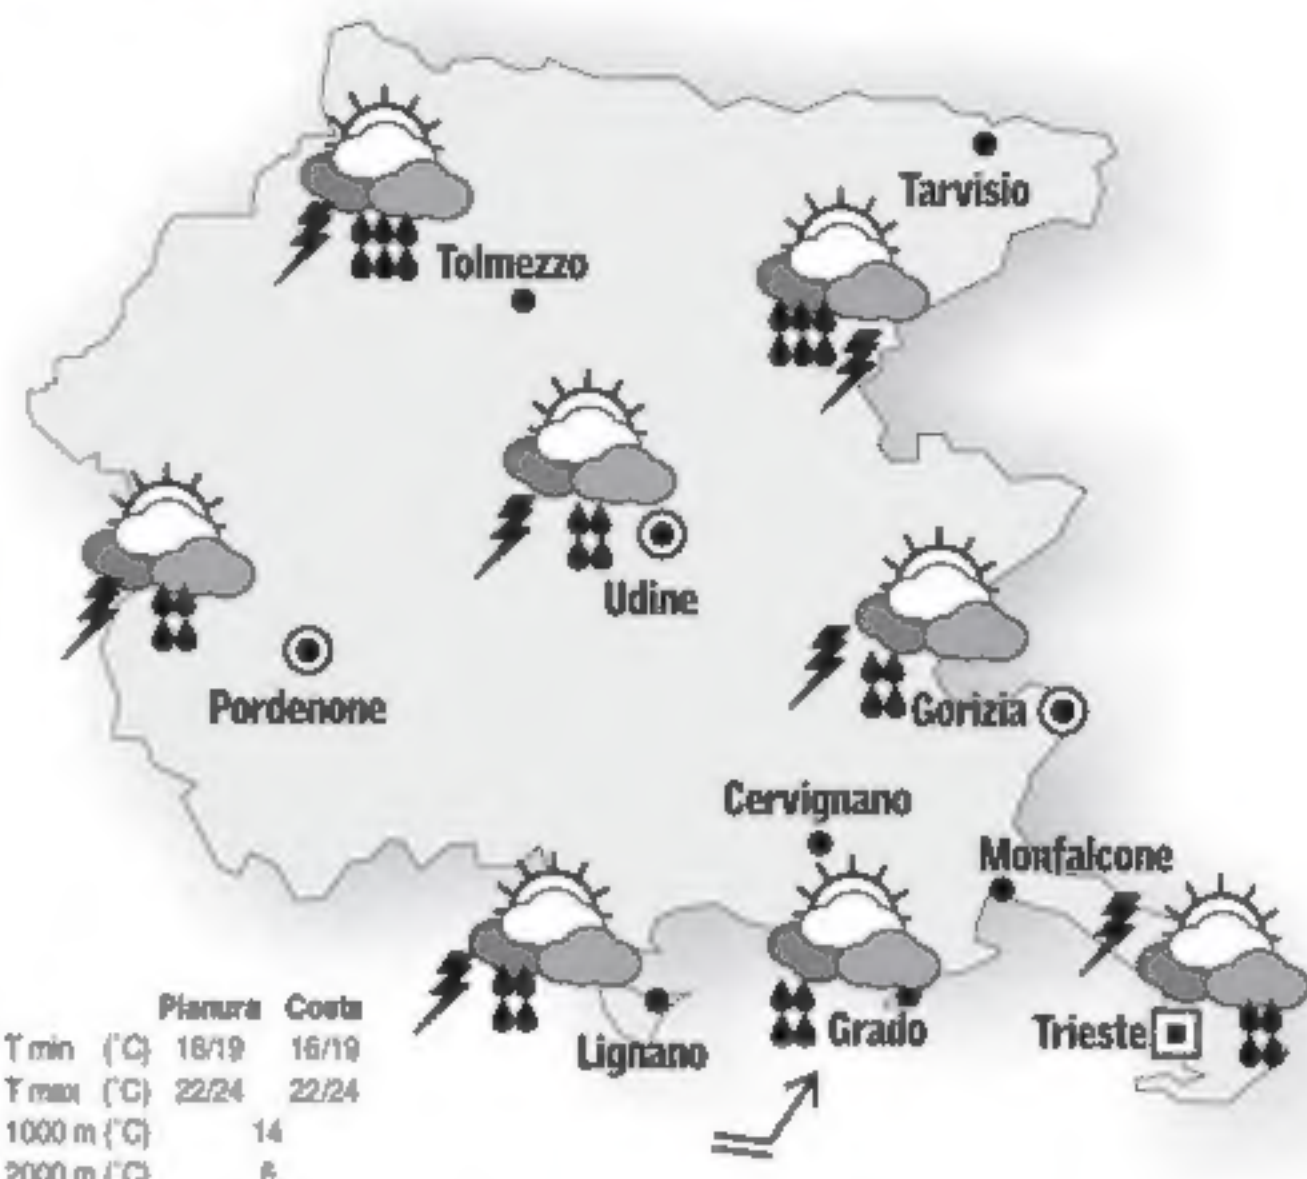 Tarvisio
Tolmezzo
Udine
Pordenone
Gorizia
Cervignano
Monfalcone
Grado
Trieste
Lignano
Pianura Costa
T min (°C) 16/19 16/19
T max (°C) 22/24 22/24
1000 m (°C) 14
2000 m (°C)